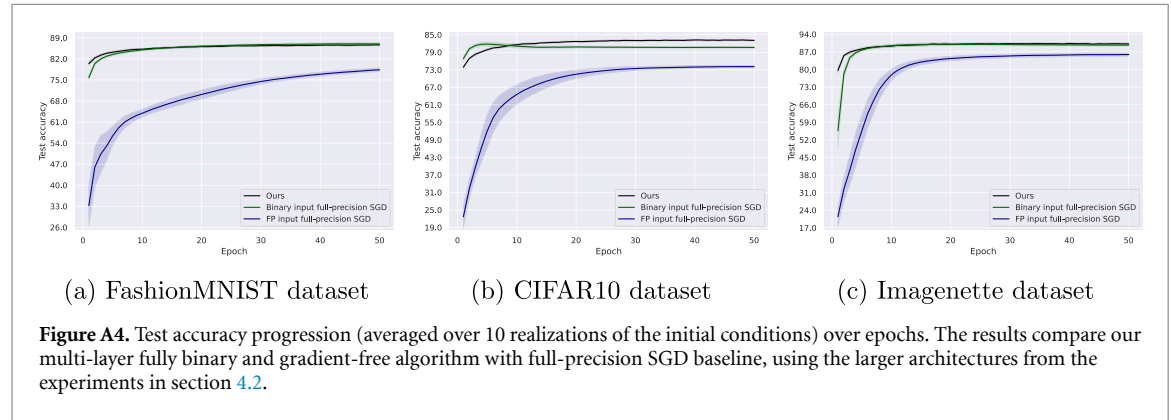 89.0
82.0
75.0
68.0
61.0
54.0
47.0
40.0
33.0
26.0
Test accuracy
0
10
20
30
40
50
Epoch
Ours
Binary input full-precision SGD
FP input full-precision SGD
(a) FashionMNIST dataset
85.0
79.0
73.0
67.0
61.0
55.0
49.0
43.0
37.0
31.0
25.0
19.0
Test accuracy
0
10
20
30
40
50
Epoch
Ours
Binary input full-precision SGD
FP input full-precision SGD
(b) CIFAR10 dataset
94.0
87.0
80.0
73.0
66.0
59.0
52.0
45.0
38.0
31.0
24.0
17.0
Test accuracy
0
10
20
30
40
50
Epoch
Ours
Binary input full-precision SGD
FP input full-precision SGD
(c) Imagenette dataset
Figure A4. Test accuracy progression (averaged over 10 realizations of the initial conditions) over epochs. The results compare our
multi-layer fully binary and gradient-free algorithm with full-precision SGD baseline, using the larger architectures from the
experiments in section 4.2.